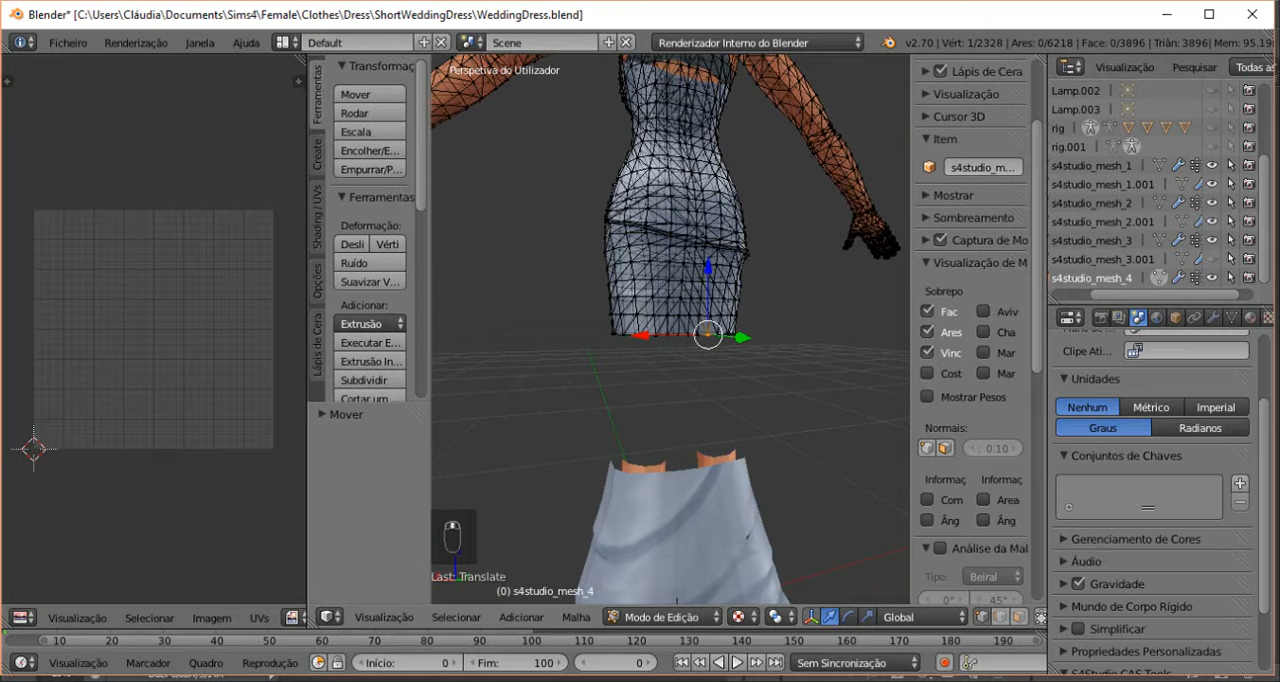 Blender* [C:\Users\Cláudia\Documents\Sims4\Female\Clothes\Dress\ShortWeddingDress\WeddingDress.blend]
Ficheiro Renderização Janela Ajuda Default Scene Renderizador Interno do Blender v2.70 | Vért: 1/2328 | Ares: 0/6218 | Face: 0/3896 | Trián: 3896 | Mem: 95.19
Ferramentas
Create
Shading / UVs
Opções
Lápis de Cera
Transformaç
Mover
Rodar
Escala
Encolher/E...
Empurrar/P...
Ferramentas
Deformação:
Desli Vérti
Ruído
Suavizar V...
Adicionar:
Extrusão
Executar E...
Extrusão In...
Subdividir
Cortar um
Mover
Perspetiva do Utilizador
Last: Translate
(0) s4studio_mesh_4
Lápis de Cera
Visualização
Cursor 3D
Item
s4studio_m...
Mostrar
Sombreamento
Captura de Mo
Visualização de M
Sobrepo
Fac Aviv
Ares Cha
Vinc Mar
Cost Mar
Mostrar Pesos
Normais:
0.10
Informaç Informaç
Com Area
Âng Âng
Análise da Mal
Tipo: Beiral
0° 45°
Visualização Pesquisar Todas as
Lamp.002
Lamp.003
rig
rig.001
s4studio_mesh_1
s4studio_mesh_1.001
s4studio_mesh_2
s4studio_mesh_2.001
s4studio_mesh_3
s4studio_mesh_3.001
s4studio_mesh_4
Clipe Ati...
Unidades
Nenhum Métrico Imperial
Graus Radianos
Conjuntos de Chaves
Gerenciamento de Cores
Áudio
Gravidade
Mundo de Corpo Rígido
Simplificar
Propriedades Personalizadas
S4Studio CAS Tools
Visualização Selecionar Imagem UVs Visualização Selecionar Adicionar Malha Modo de Edição Global
10 20 30 40 50 60 70 80 90 100 110 120 130 140 150 160 170 180 190
Visualização Marcador Quadro Reprodução Início: 0 Fim: 100 0 Sem Sincronização